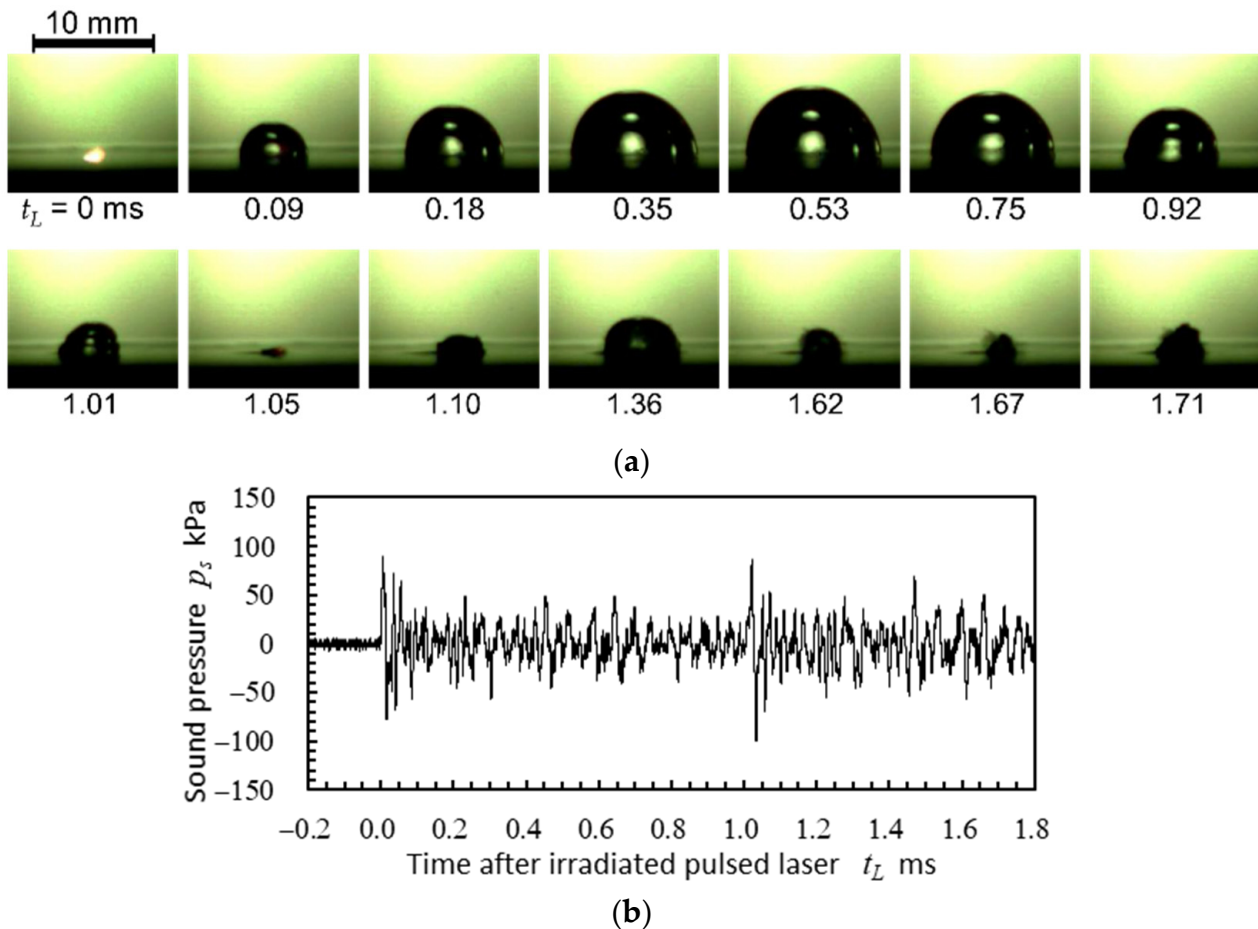 10 mm
t_L = 0 ms 0.09 0.18 0.35 0.53 0.75 0.92
1.01 1.05 1.10 1.36 1.62 1.67 1.71
(a)
Sound pressure p_s kPa
150
100
50
0
−50
−100
−150
−0.2 0.0 0.2 0.4 0.6 0.8 1.0 1.2 1.4 1.6 1.8
Time after irradiated pulsed laser t_L ms
(b)